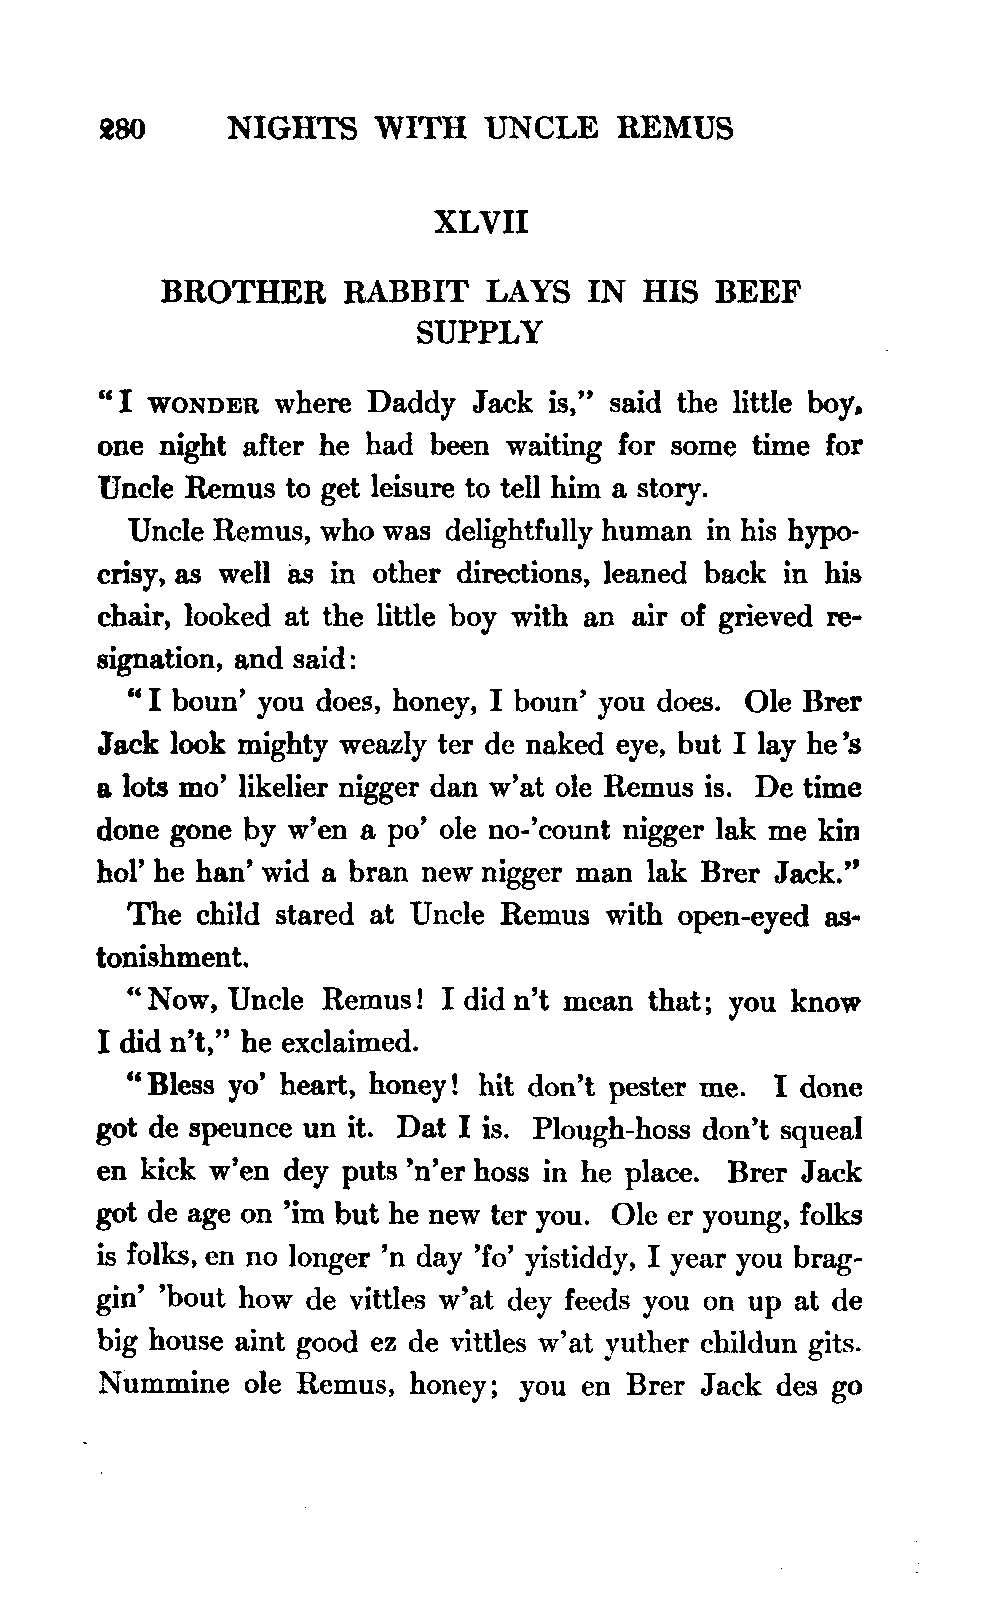 280 NIGHTS WITH UNCLE REMUS
XLVII
BROTHER RABBIT LAYS IN HIS BEEF
SUPPLY
“I WONDER where Daddy Jack is,” said the little boy,
one night after he had been waiting for some time for
Uncle Remus to get leisure to tell him a story.
Uncle Remus, who was delightfully human in his hypo-
crisy, as well as in other directions, leaned back in his
chair, looked at the little boy with an air of grieved re-
signation, and said:
“I boun’ you does, honey, I boun’ you does. Ole Brer
Jack look mighty weazly ter de naked eye, but I lay he ’s
a lots mo’ likelier nigger dan w’at ole Remus is. De time
done gone by w’en a po’ ole no-’count nigger lak me kin
hol’ he han’ wid a bran new nigger man lak Brer Jack.”
The child stared at Uncle Remus with open-eyed as-
tonishment.
“Now, Uncle Remus! I did n’t mean that; you know
I did n’t,” he exclaimed.
“Bless yo’ heart, honey! hit don’t pester me. I done
got de speunce un it. Dat I is. Plough-hoss don’t squeal
en kick w’en dey puts ’n’er hoss in he place. Brer Jack
got de age on ’im but he new ter you. Ole er young, folks
is folks, en no longer ’n day ’fo’ yistiddy, I year you brag-
gin’ ’bout how de vittles w’at dey feeds you on up at de
big house aint good ez de vittles w’at yuther childun gits.
Nummine ole Remus, honey; you en Brer Jack des go